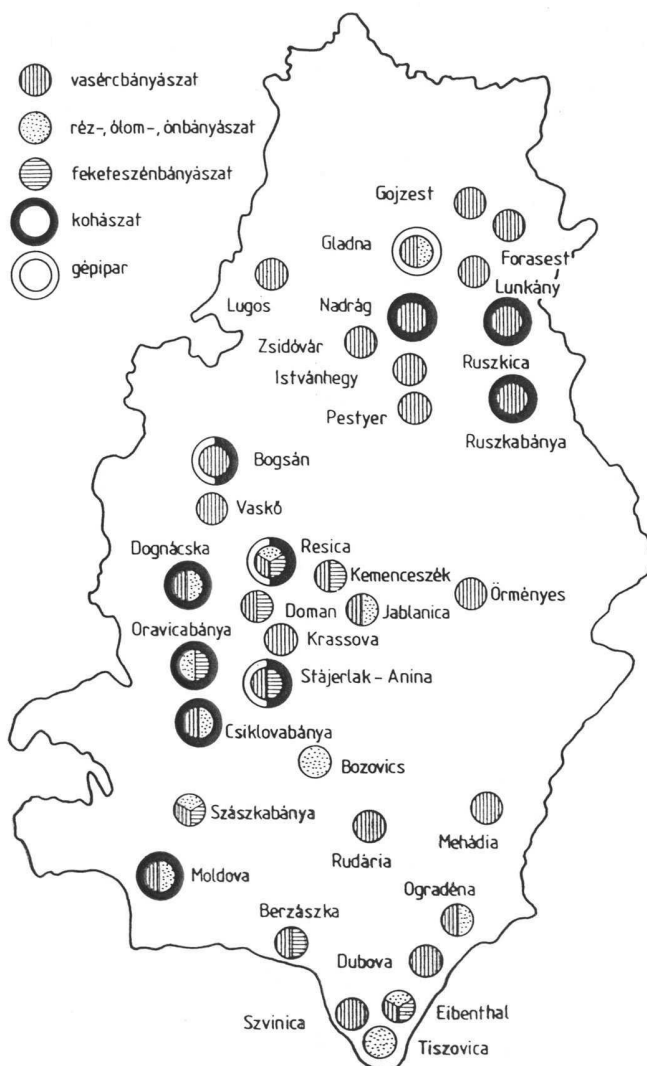 vasércbányászat
réz-, ólom-, ónbányászat
feketeszénbányászat
kohászat
gépipar
Gojzest
Forasest
Gladna
Lunkány
Lugos
Nadrág
Zsidóvár
Ruszkica
Istvánhegy
Pestyer
Ruszkabánya
Bogsán
Vaskő
Dognácska
Resica
Kemenceszék
Örményes
Doman
Jablanica
Oravicabánya
Krassova
Stájerlak - Anina
Csiklovabánya
Bozovics
Szászkabánya
Mehádia
Rudária
Moldova
Ogradéna
Berzászka
Dubova
Eibenthal
Szvinica
Tiszovica